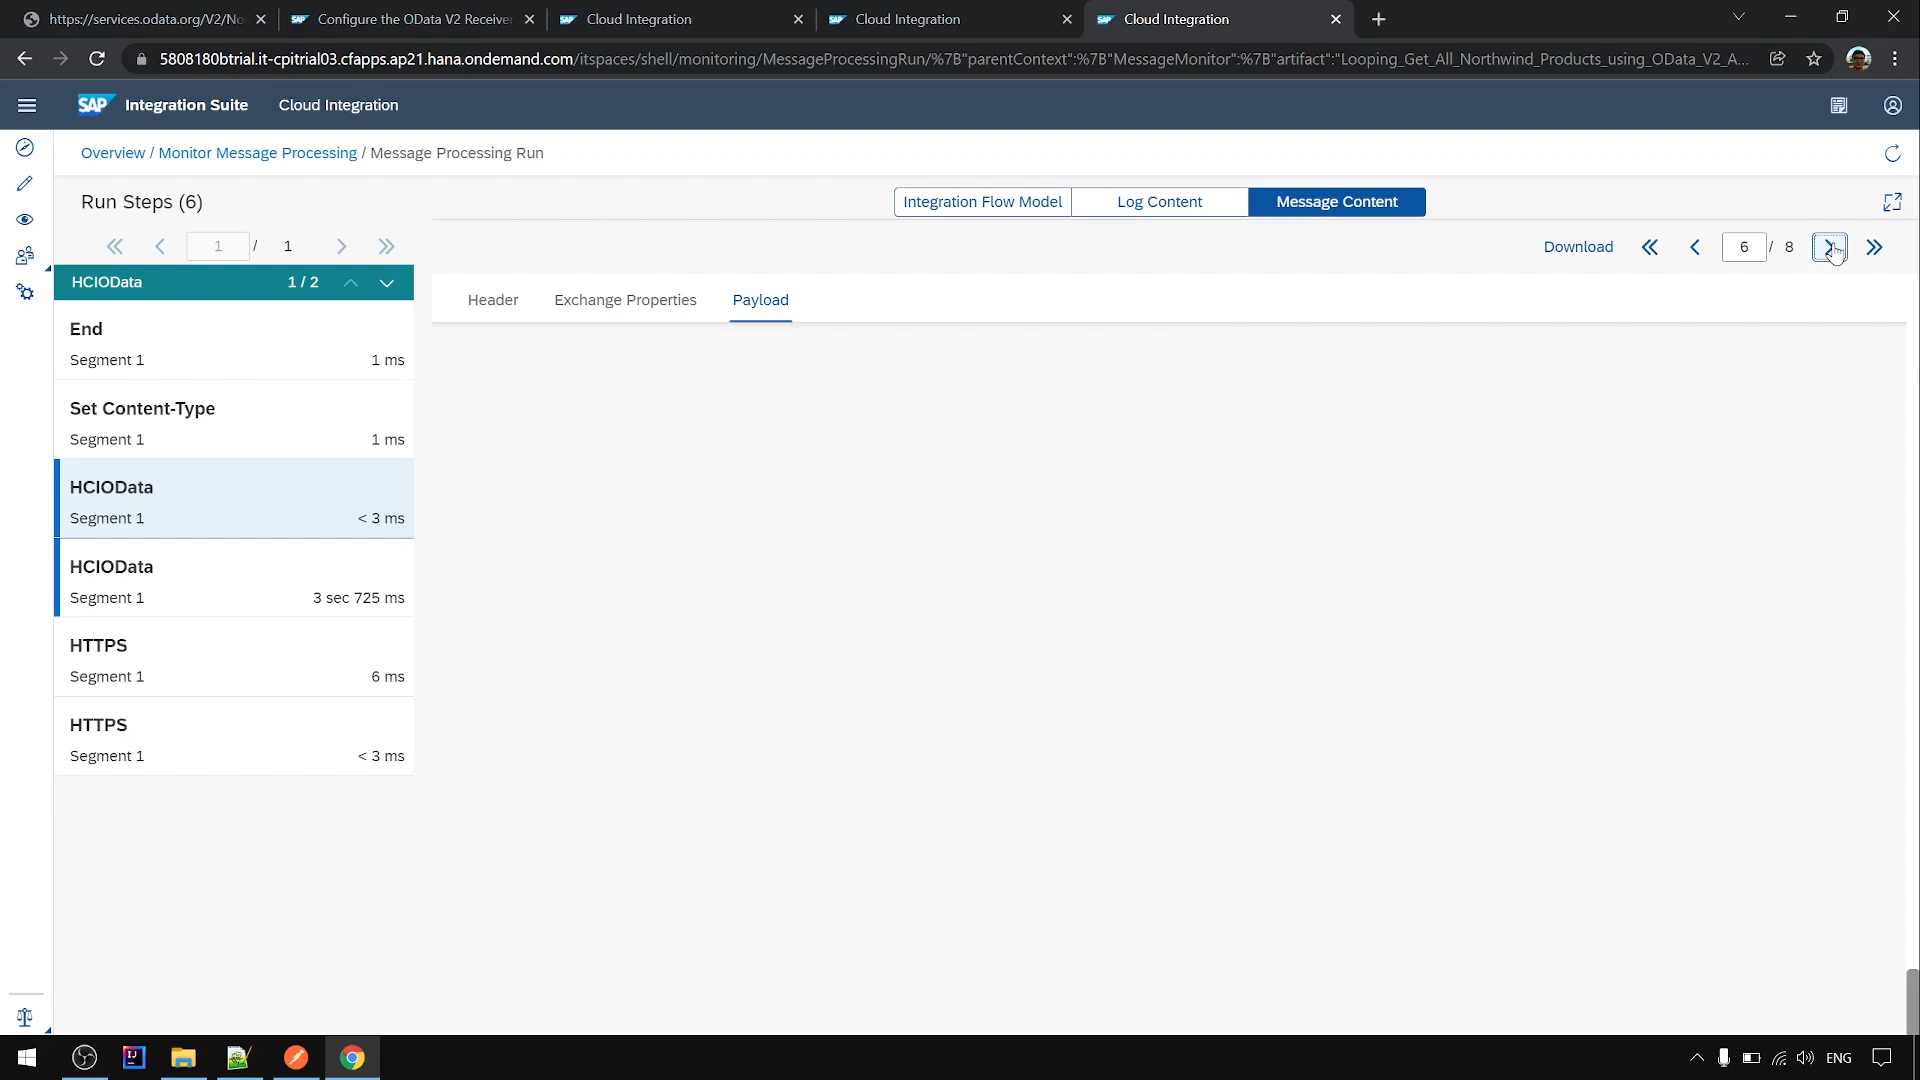 https://services.odata.org/V2/No
Configure the OData V2 Receiver
Cloud Integration
Cloud Integration
Cloud Integration
5808180btrial.it-cpitrial03.cfapps.ap21.hana.ondemand.com/itspaces/shell/monitoring/MessageProcessingRun/%7B"parentContext":%7B"MessageMonitor":%7B"artifact":"Looping_Get_All_Northwind_Products_using_OData_V2_A...
SAP Integration Suite Cloud Integration
Overview / Monitor Message Processing / Message Processing Run
Run Steps (6)
Integration Flow Model Log Content Message Content
1 / 1
Download 6 / 8
HCIOData 1 / 2
Header Exchange Properties Payload
End
Segment 1 1 ms
Set Content-Type
Segment 1 1 ms
HCIOData
Segment 1 < 3 ms
HCIOData
Segment 1 3 sec 725 ms
HTTPS
Segment 1 6 ms
HTTPS
Segment 1 < 3 ms
ENG